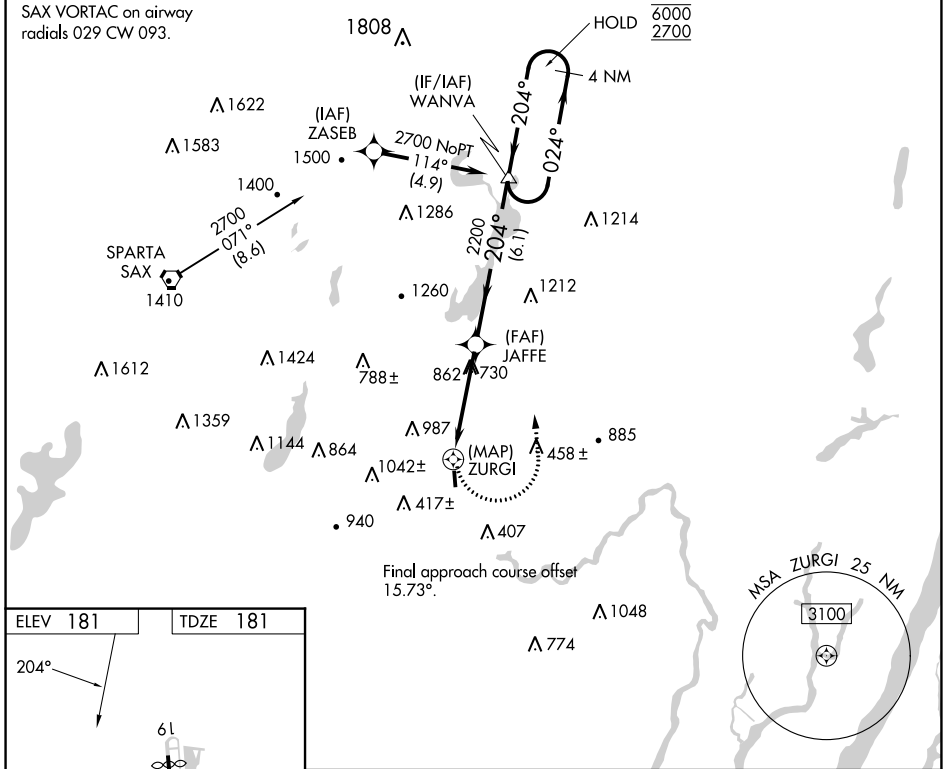 SAX VORTAC on airway
radials 029 CW 093.
1808
HOLD
6000
2700
4 NM
(IF/IAF)
WANVA
204°
024°
1622
(IAF)
ZASEB
1583
1500
2700 NoPT
114°
(4.9)
1400
1286
1214
2700
071°
(8.6)
2200
204°
(6.1)
SPARTA
SAX
1410
1260
1212
(FAF)
JAFFE
1612
1424
788±
862
730
1359
987
1144
864
(MAP)
ZURGI
458±
885
1042±
417±
940
407
Final approach course offset
15.73°.
MSA ZURGI 25 NM
3100
1048
774
ELEV 181
TDZE 181
204°
19